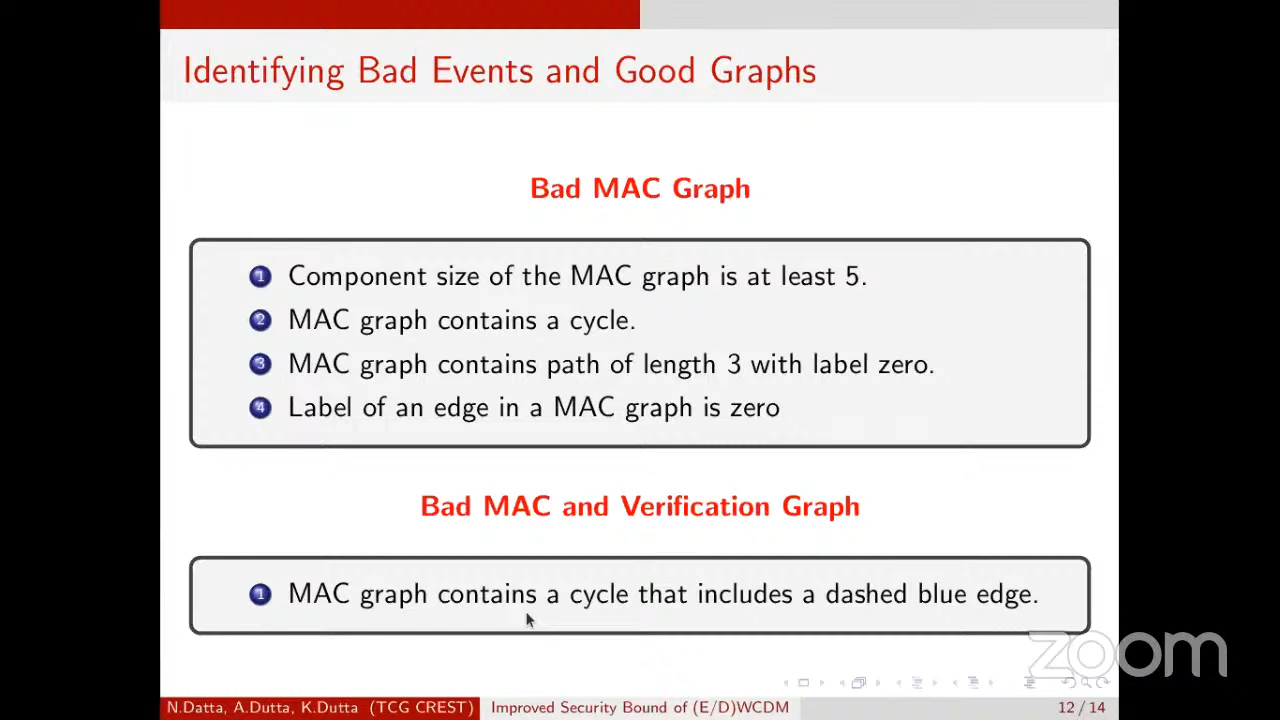 Identifying Bad Events and Good Graphs
Bad MAC Graph
1 Component size of the MAC graph is at least 5.
2 MAC graph contains a cycle.
3 MAC graph contains path of length 3 with label zero.
4 Label of an edge in a MAC graph is zero
Bad MAC and Verification Graph
1 MAC graph contains a cycle that includes a dashed blue edge.
zoom
N.Datta, A.Dutta, K.Dutta (TCG CREST) Improved Security Bound of (E/D)WCDM 12 / 14